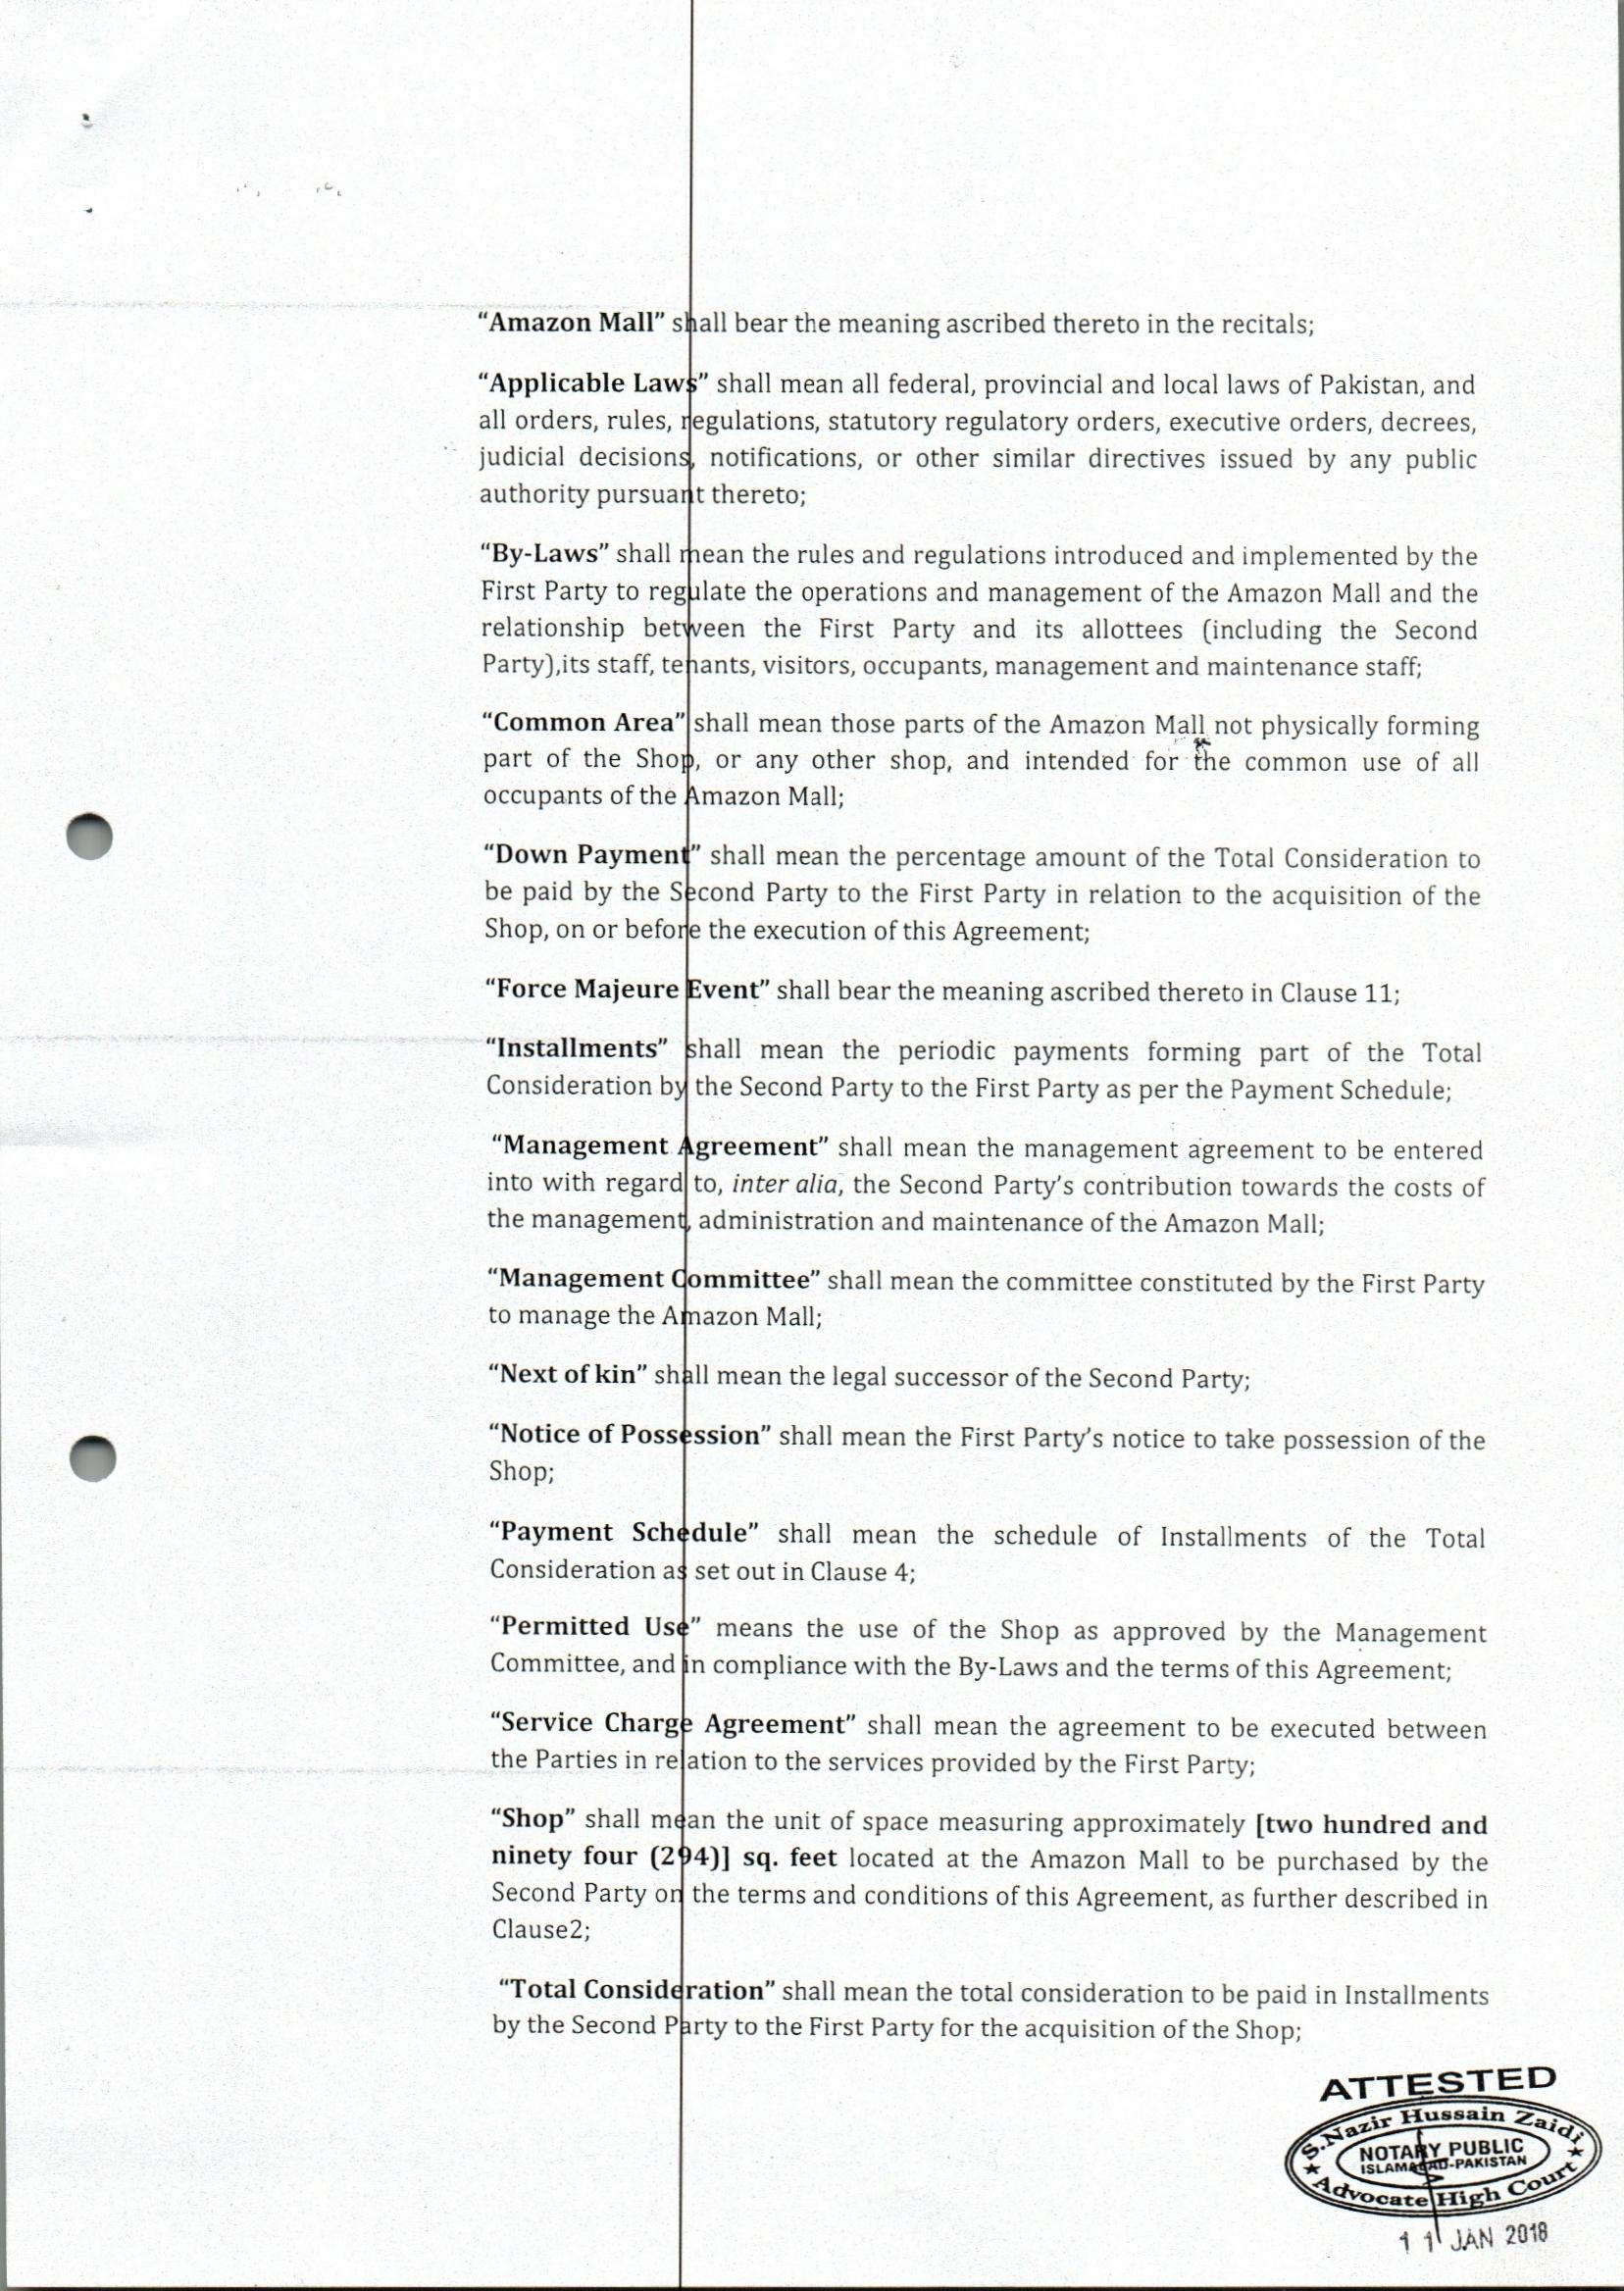 “Amazon Mall” shall bear the meaning ascribed thereto in the recitals;
“Applicable Laws” shall mean all federal, provincial and local laws of Pakistan, and
all orders, rules, regulations, statutory regulatory orders, executive orders, decrees,
judicial decisions, notifications, or other similar directives issued by any public
authority pursuant thereto;
“By-Laws” shall mean the rules and regulations introduced and implemented by the
First Party to regulate the operations and management of the Amazon Mall and the
relationship between the First Party and its allottees (including the Second
Party),its staff, tenants, visitors, occupants, management and maintenance staff;
“Common Area” shall mean those parts of the Amazon Mall not physically forming
part of the Shop, or any other shop, and intended for the common use of all
occupants of the Amazon Mall;
“Down Payment” shall mean the percentage amount of the Total Consideration to
be paid by the Second Party to the First Party in relation to the acquisition of the
Shop, on or before the execution of this Agreement;
“Force Majeure Event” shall bear the meaning ascribed thereto in Clause 11;
“Installments” shall mean the periodic payments forming part of the Total
Consideration by the Second Party to the First Party as per the Payment Schedule;
“Management Agreement” shall mean the management agreement to be entered
into with regard to, inter alia, the Second Party’s contribution towards the costs of
the management, administration and maintenance of the Amazon Mall;
“Management Committee” shall mean the committee constituted by the First Party
to manage the Amazon Mall;
“Next of kin” shall mean the legal successor of the Second Party;
“Notice of Possession” shall mean the First Party’s notice to take possession of the
Shop;
“Payment Schedule” shall mean the schedule of Installments of the Total
Consideration as set out in Clause 4;
“Permitted Use” means the use of the Shop as approved by the Management
Committee, and in compliance with the By-Laws and the terms of this Agreement;
“Service Charge Agreement” shall mean the agreement to be executed between
the Parties in relation to the services provided by the First Party;
“Shop” shall mean the unit of space measuring approximately [two hundred and
ninety four (294)] sq. feet located at the Amazon Mall to be purchased by the
Second Party on the terms and conditions of this Agreement, as further described in
Clause2;
“Total Consideration” shall mean the total consideration to be paid in Installments
by the Second Party to the First Party for the acquisition of the Shop;
ATTESTED
S.Nazir Hussain Zaidi
NOTARY PUBLIC
ISLAMABAD-PAKISTAN
Advocate High Court
11 JAN 2018